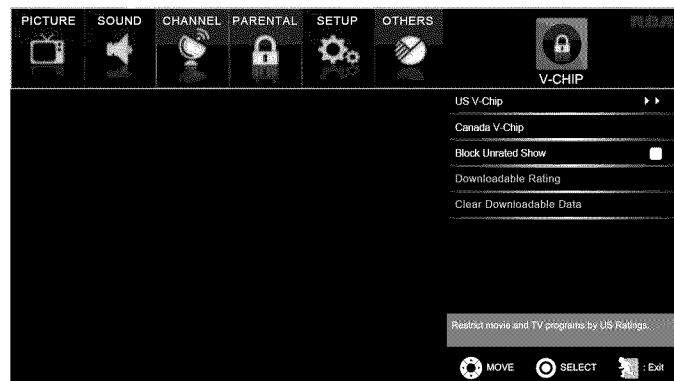 PICTURE SOUND CHANNEL PARENTAL SETUP OTHERS
RCA
V-CHIP
US V-Chip
Canada V-Chip
Block Unrated Show
Downloadable Rating
Clear Downloadable Data
Restrict movie and TV programs by US Ratings.
MOVE SELECT : Exit